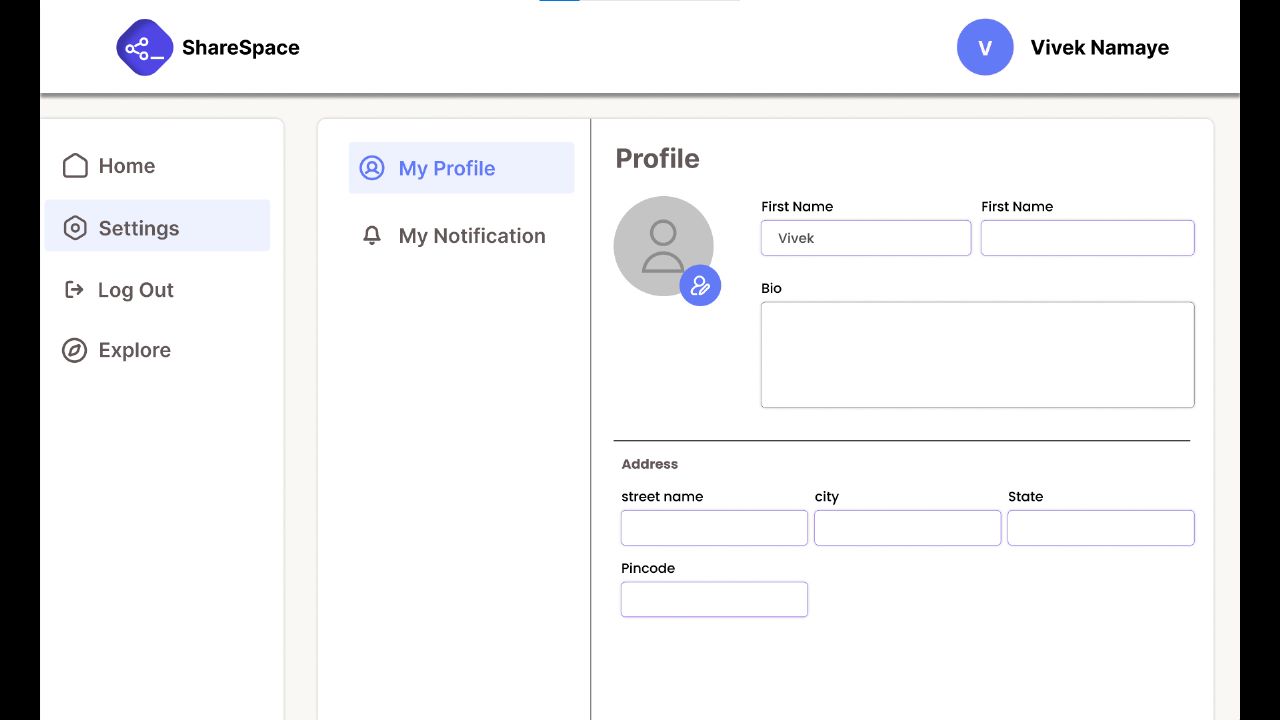 ShareSpace
V
Vivek Namaye
Home
Settings
Log Out
Explore
My Profile
My Notification
Profile
First Name
First Name
Vivek
Bio
Address
street name
city
State
Pincode